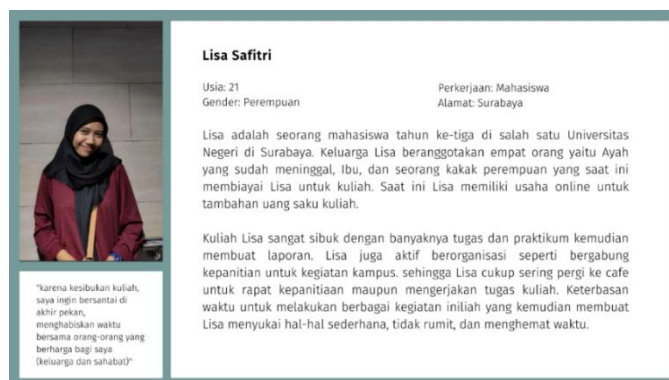 Lisa Safitri
Usia: 21
Gender: Perempuan
Perkerjaan: Mahasiswa
Alamat: Surabaya
Lisa adalah seorang mahasiswa tahun ke-tiga di salah satu Universitas
Negeri di Surabaya. Keluarga Lisa beranggotakan empat orang yaitu Ayah
yang sudah meninggal, Ibu, dan seorang kakak perempuan yang saat ini
membiayai Lisa untuk kuliah. Saat ini Lisa memiliki usaha online untuk
tambahan uang saku kuliah.
Kuliah Lisa sangat sibuk dengan banyaknya tugas dan praktikum kemudian
membuat laporan. Lisa juga aktif berorganisasi seperti bergabung
kepanitian untuk kegiatan kampus. sehingga Lisa cukup sering pergi ke cafe
untuk rapat kepanitiaan maupun mengerjakan tugas kuliah. Keterbasan
waktu untuk melakukan berbagai kegiatan iniliah yang kemudian membuat
Lisa menyukai hal-hal sederhana, tidak rumit, dan menghemat waktu.
"karena kesibukan kuliah,
saya ingin bersantai di
akhir pekan,
menghabiskan waktu
bersama orang-orang yang
berharga bagi saya
(keluarga dan sahabat)"